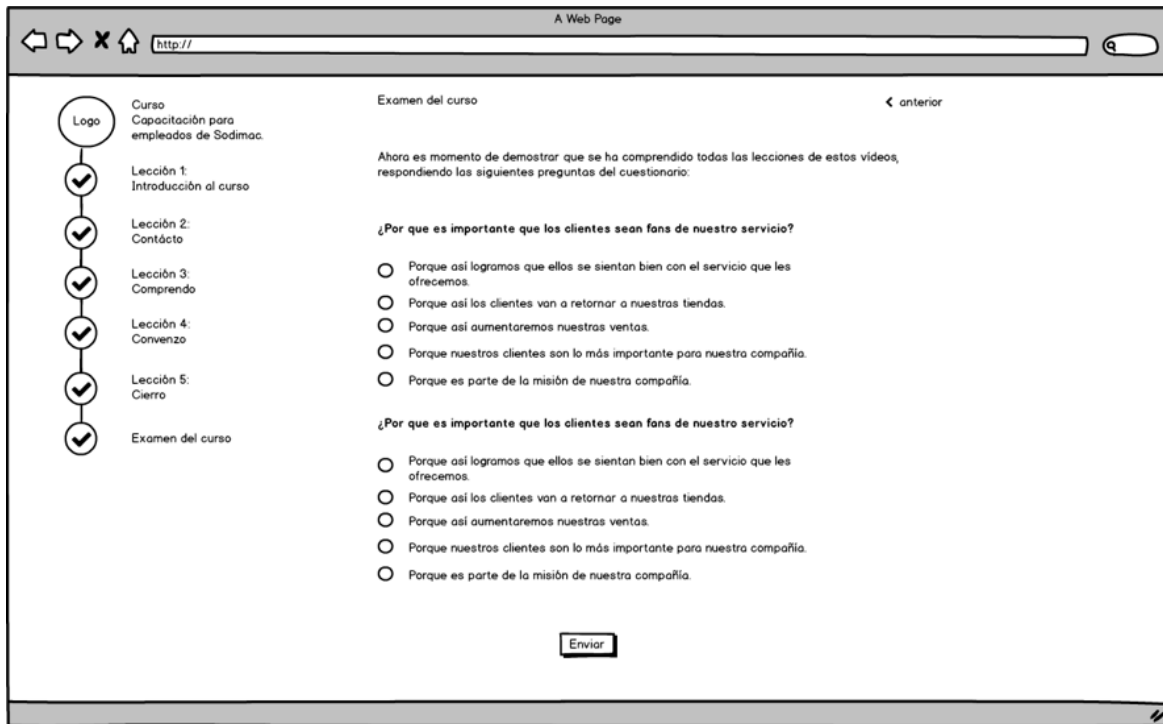 A Web Page
http://
Logo
Curso
Capacitación para
empleados de Sodimac.
Lección 1:
Introducción al curso
Lección 2:
Contácto
Lección 3:
Comprendo
Lección 4:
Convenzo
Lección 5:
Cierro
Examen del curso
Examen del curso
anterior
Ahora es momento de demostrar que se ha comprendido todas las lecciones de estos vídeos,
respondiendo las siguientes preguntas del cuestionario:
¿Por que es importante que los clientes sean fans de nuestro servicio?
Porque así logramos que ellos se sientan bien con el servicio que les
ofrecemos.
Porque así los clientes van a retornar a nuestras tiendas.
Porque así aumentaremos nuestras ventas.
Porque nuestros clientes son lo más importante para nuestra compañía.
Porque es parte de la misión de nuestra compañía.
¿Por que es importante que los clientes sean fans de nuestro servicio?
Porque así logramos que ellos se sientan bien con el servicio que les
ofrecemos.
Porque así los clientes van a retornar a nuestras tiendas.
Porque así aumentaremos nuestras ventas.
Porque nuestros clientes son lo más importante para nuestra compañía.
Porque es parte de la misión de nuestra compañía.
Enviar